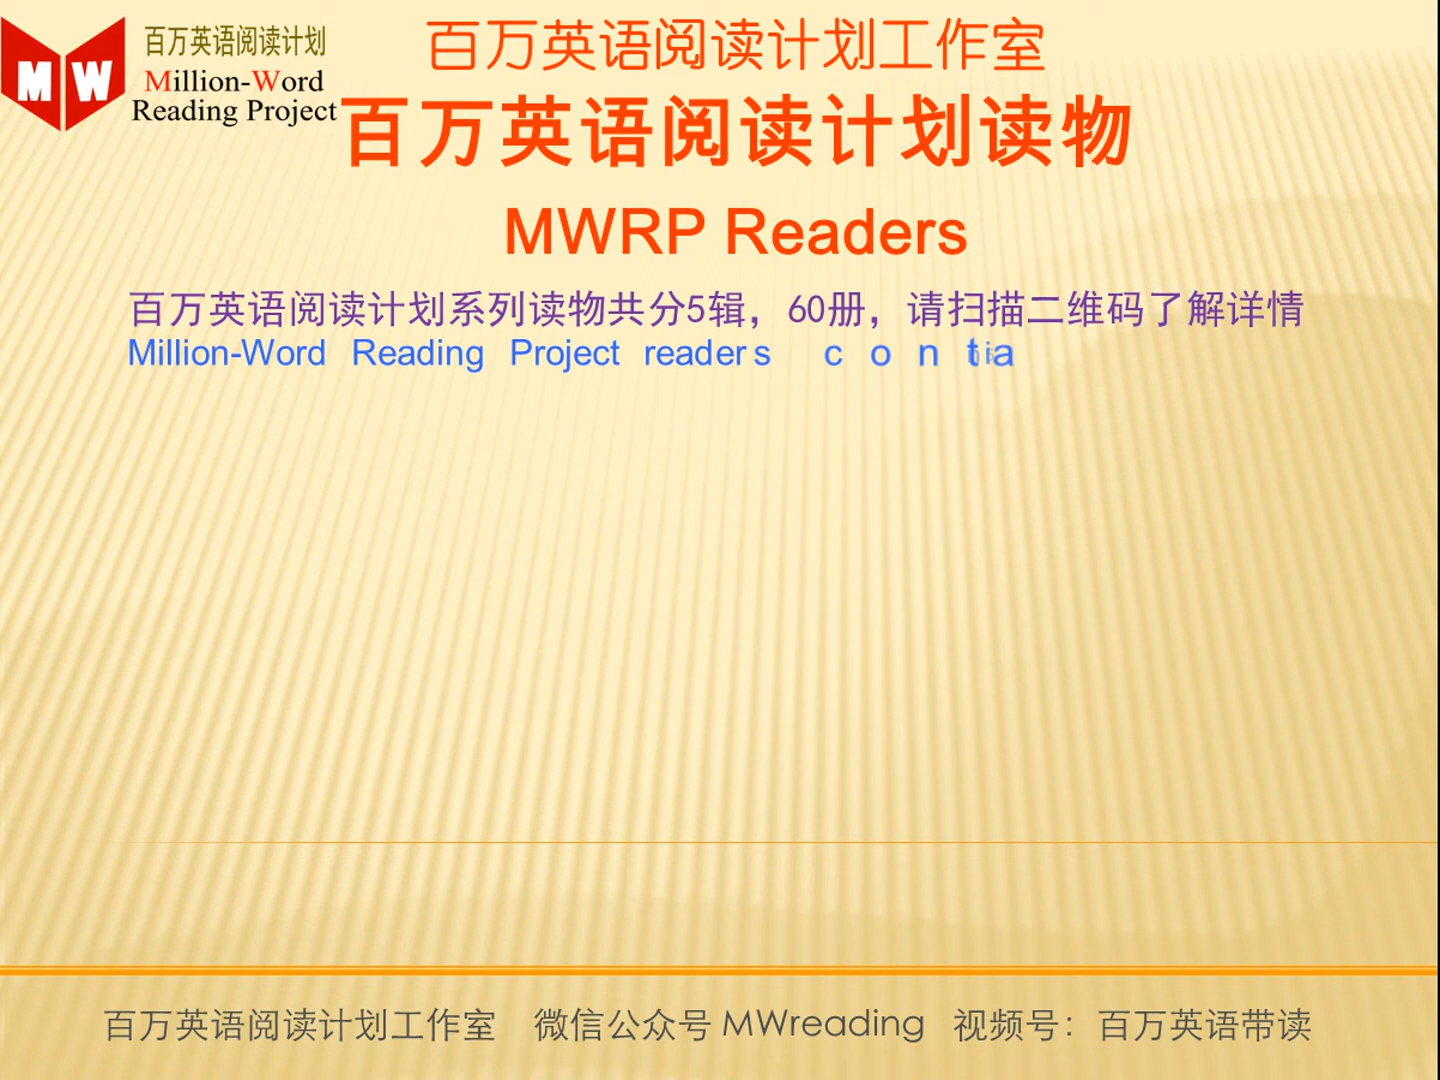 百万英语阅读计划
Million-Word
Reading Project
MW
百万英语阅读计划工作室
百万英语阅读计划读物
MWRP Readers
百万英语阅读计划系列读物共分5辑，60册，请扫描二维码了解详情
Million-Word Reading Project readers
百万英语阅读计划工作室 微信公众号 MWreading 视频号：百万英语带读